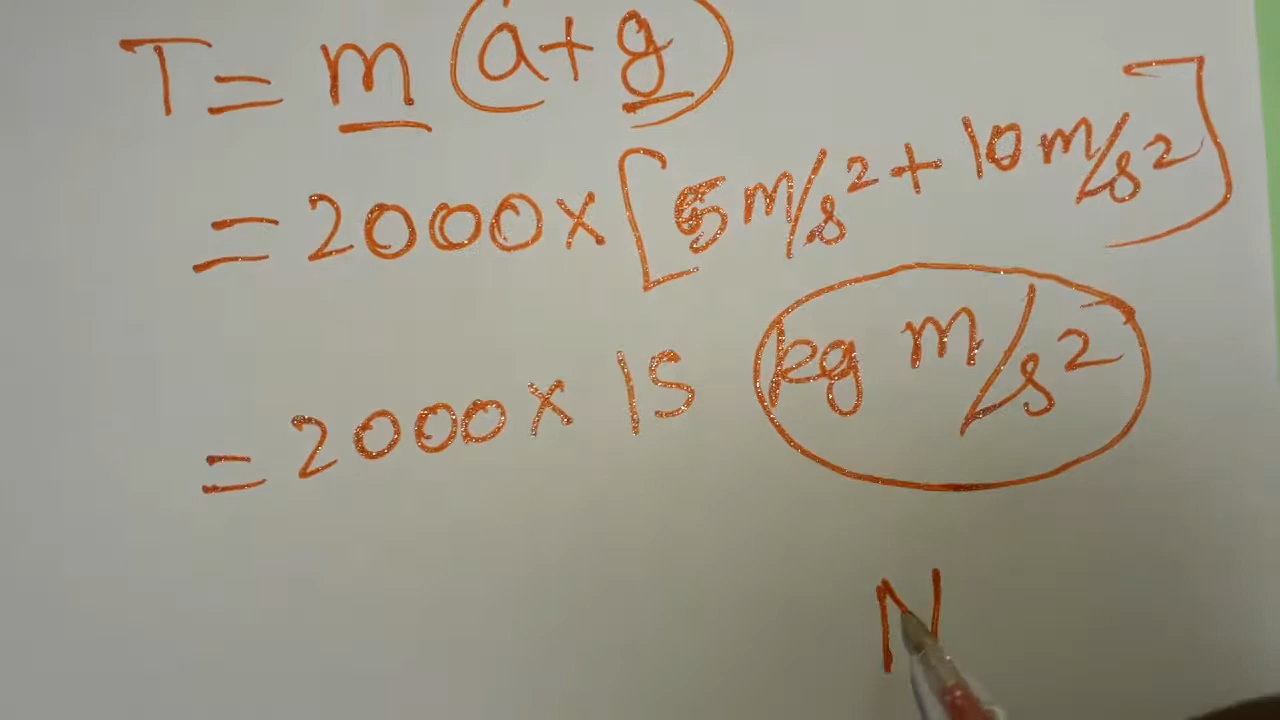 T = m (a+g)
= 2000 x [5 m/s² + 10 m/s²]
= 2000 x 15 kg m/s²
N